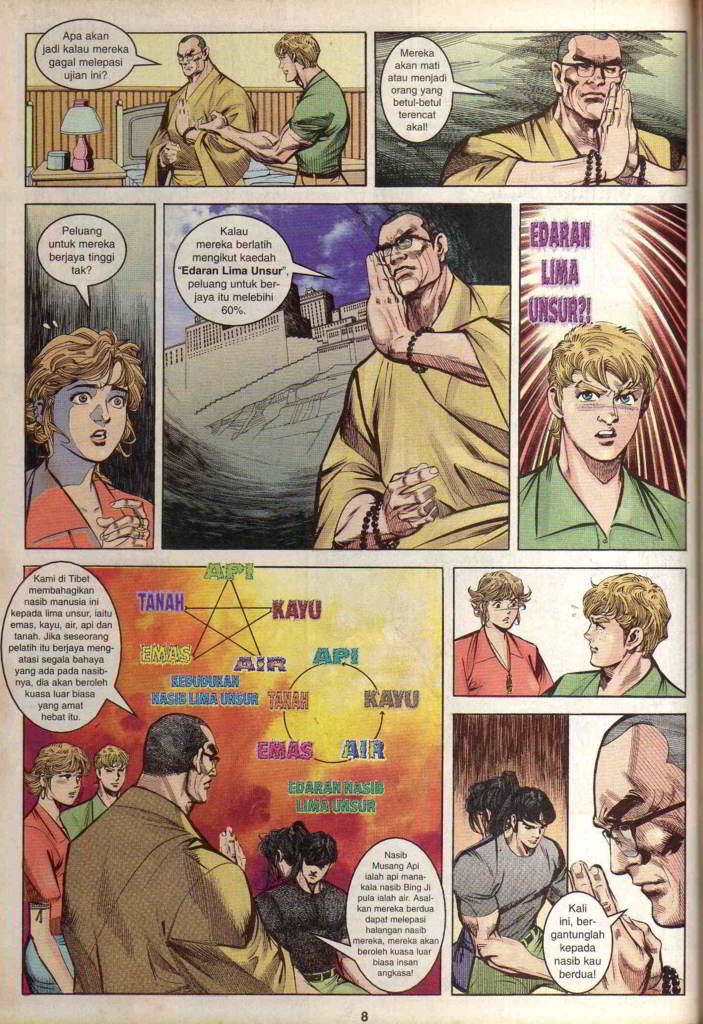 Apa akan
jadi kalau mereka
gagal melepasi
ujian ini?
Mereka
akan mati
atau menjadi
orang yang
betul-betul
terencat
akal!
Peluang
untuk mereka
berjaya tinggi
tak?
Kalau
mereka berlatih
mengikut kaedah
"Edaran Lima Unsur",
peluang untuk ber-
jaya itu melebihi
60%.
EDARAN
LIMA
UNSUR?!
Kami di Tibet
membahagikan
nasib manusia ini
kepada lima unsur, iaitu
emas, kayu, air, api dan
tanah. Jika seseorang
pelatih itu berjaya meng-
atasi segala bahaya
yang ada pada nasib-
nya, dia akan beroleh
kuasa luar biasa
yang amat
hebat itu.
API
TANAH
KAYU
EMAS
AIR
KEDUDUKAN
NASIB LIMA UNSUR
API
TANAH
KAYU
EMAS
AIR
EDARAN NASIB
LIMA UNSUR
Nasib
Musang Api
ialah api mana-
kala nasib Bing Ji
pula ialah air. Asal-
kan mereka berdua
dapat melepasi
halangan nasib
mereka, mereka akan
beroleh kuasa luar
biasa insan
angkasa!
Kali
ini, ber-
gantunglah
kepada
nasib kau
berdua!
8